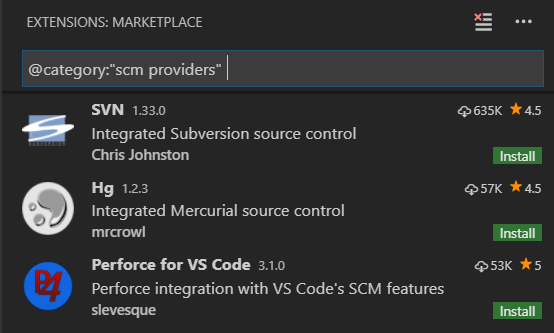 EXTENSIONS: MARKETPLACE
@category:"scm providers"
SVN 1.33.0 635K 4.5
Integrated Subversion source control
Chris Johnston Install
Hg 1.2.3 57K 4.5
Integrated Mercurial source control
mrcrowl Install
Perforce for VS Code 3.1.0 53K 5
Perforce integration with VS Code's SCM features
slevesque Install
SUBVERSION
P4